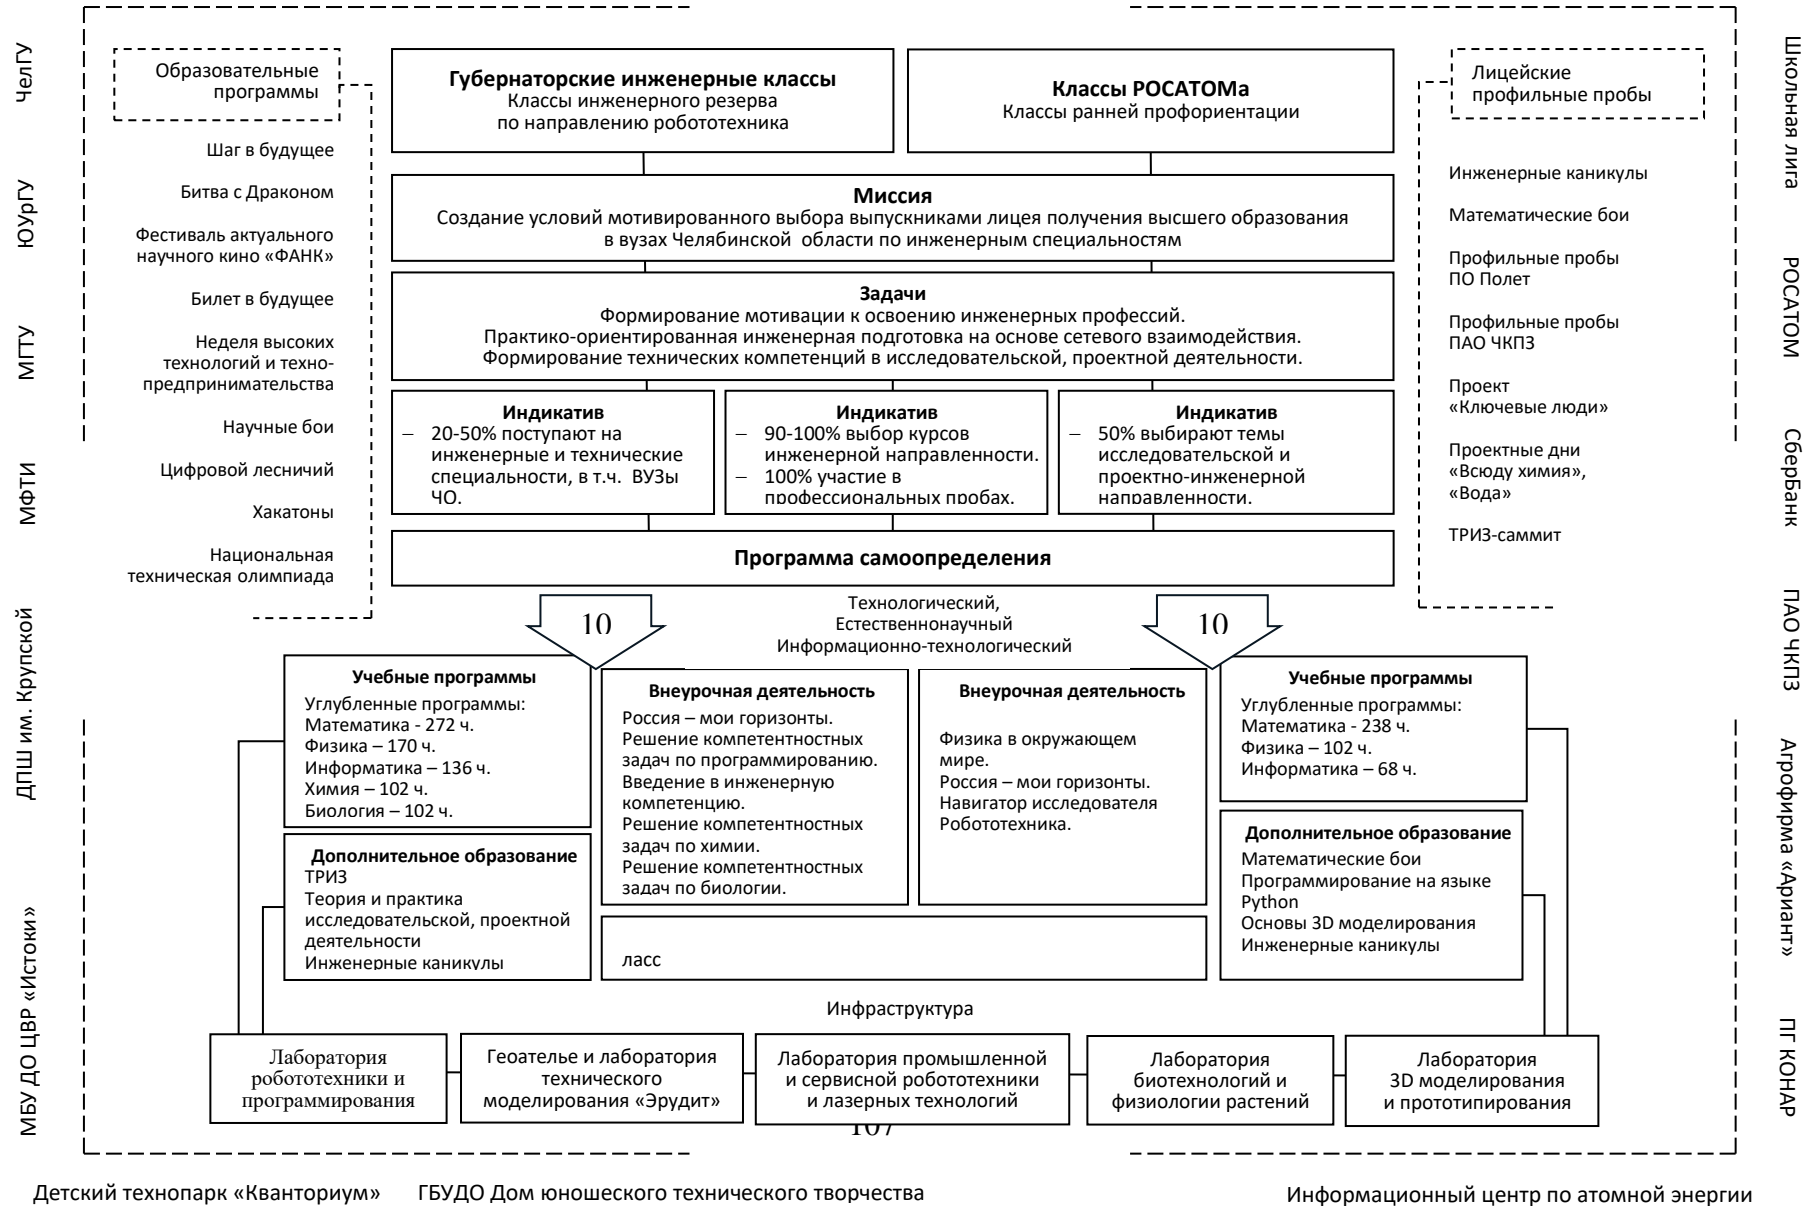 ЧелГУ
ЮУрГУ
МГТУ
МФТИ
ДПШ им. Крупской
МБУ ДО ЦВР «Истоки»
Образовательные
программы
Шаг в будущее
Битва с Драконом
Фестиваль актуального
научного кино «ФАНК»
Билет в будущее
Неделя высоких
технологий и техно-
предпринимательства
Научные бои
Цифровой лесничий
Хакатоны
Национальная
техническая олимпиада
Губернаторские инженерные классы
Классы инженерного резерва
по направлению робототехника
Классы РОСАТОМа
Классы ранней профориентации
Миссия
Создание условий мотивированного выбора выпускниками лицея получения высшего образования
в вузах Челябинской области по инженерным специальностям
Задачи
Формирование мотивации к освоению инженерных профессий.
Практико-ориентированная инженерная подготовка на основе сетевого взаимодействия.
Формирование технических компетенций в исследовательской, проектной деятельности.
Индикатив
– 20-50% поступают на
инженерные и технические
специальности, в т.ч. ВУЗы
ЧО.
Индикатив
– 90-100% выбор курсов
инженерной направленности.
– 100% участие в
профессиональных пробах.
Индикатив
– 50% выбирают темы
исследовательской и
проектно-инженерной
направленности.
Программа самоопределения
Лицейские
профильные пробы
Инженерные каникулы
Математические бои
Профильные пробы
ПО Полет
Профильные пробы
ПАО ЧКПЗ
Проект
«Ключевые люди»
Проектные дни
«Всюду химия»,
«Вода»
ТРИЗ-саммит
Школьная лига
РОСАТОМ
СберБанк
ПАО ЧКПЗ
Агрофирма «Ариант»
ПГ КОНАР
10
Технологический,
Естественнонаучный
Информационно-технологический
10
Учебные программы
Углубленные программы:
Математика - 272 ч.
Физика – 170 ч.
Информатика – 136 ч.
Химия – 102 ч.
Биология – 102 ч.
Дополнительное образование
ТРИЗ
Теория и практика
исследовательской, проектной
деятельности
Инженерные каникулы
Внеурочная деятельность
Россия – мои горизонты.
Решение компетентностных
задач по программированию.
Введение в инженерную
компетенцию.
Решение компетентностных
задач по химии.
Решение компетентностных
задач по биологии.
Внеурочная деятельность
Физика в окружающем
мире.
Россия – мои горизонты.
Навигатор исследователя
Робототехника.
ласс
Учебные программы
Углубленные программы:
Математика - 238 ч.
Физика – 102 ч.
Информатика – 68 ч.
Дополнительное образование
Математические бои
Программирование на языке
Python
Основы 3D моделирования
Инженерные каникулы
Инфраструктура
Лаборатория
робототехники и
программирования
Геоателье и лаборатория
технического
моделирования «Эрудит»
Лаборатория промышленной
и сервисной робототехники
и лазерных технологий
Лаборатория
биотехнологий и
физиологии растений
Лаборатория
3D моделирования
и прототипирования
107
Детский технопарк «Кванториум»
ГБУДО Дом юношеского технического творчества
Информационный центр по атомной энергии